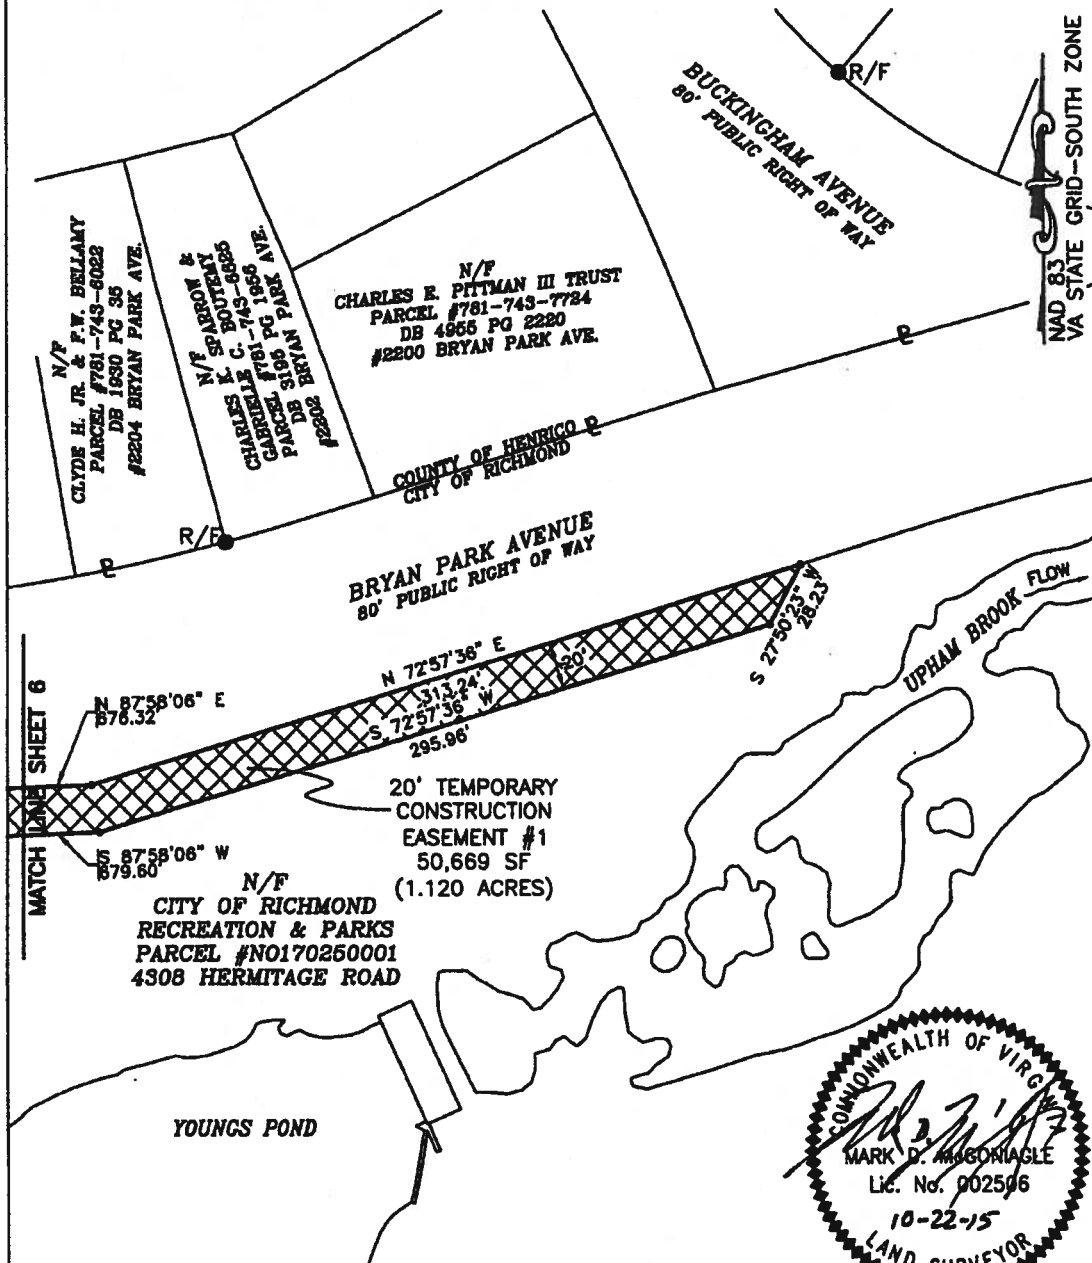 R/F
BUCKINGHAM AVENUE
80' PUBLIC RIGHT OF WAY
NAD 83
VA STATE GRID-SOUTH ZONE
N/F
CLYDE H. JR. & F.W. BELLAMY
PARCEL #781-743-6022
DB 1930 PG 35
#2204 BRYAN PARK AVE.
N/F
CHARLES K. SPARROW &
GABRIELLE C. BOUTEMY
PARCEL #781-743-6625
DB 3195 PG 1956
#2202 BRYAN PARK AVE.
N/F
CHARLES E. PITTMAN III TRUST
PARCEL #781-743-7724
DB 4955 PG 2220
#2200 BRYAN PARK AVE.
COUNTY OF HENRICO
CITY OF RICHMOND
R/F
BRYAN PARK AVENUE
80' PUBLIC RIGHT OF WAY
N 72°57'36" E
313.24'
20'
S 72°57'36" W
295.96'
S 27°50'23" W
28.23'
UPHAM BROOK
FLOW
MATCH LINE SHEET 6
N 87°58'06" E
876.32'
S 87°58'06" W
879.60'
20' TEMPORARY
CONSTRUCTION
EASEMENT #1
50,669 SF
(1.120 ACRES)
N/F
CITY OF RICHMOND
RECREATION & PARKS
PARCEL #N0170250001
4308 HERMITAGE ROAD
YOUNGS POND
COMMONWEALTH OF VIRGINIA
MARK D. McGONIAGLE
Lic. No. 002506
10-22-15
LAND SURVEYOR